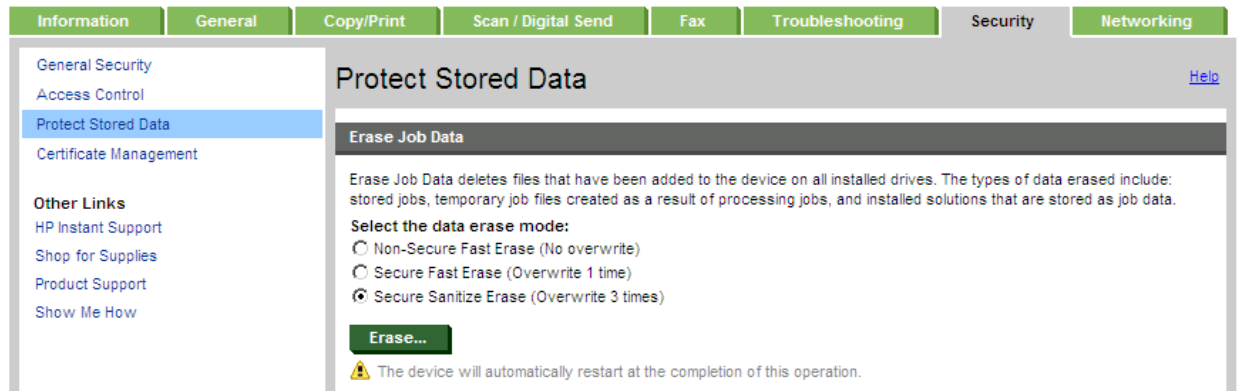 Information General Copy/Print Scan / Digital Send Fax Troubleshooting Security Networking
General Security
Access Control
Protect Stored Data
Certificate Management
Other Links
HP Instant Support
Shop for Supplies
Product Support
Show Me How
Protect Stored Data
Help
Erase Job Data
Erase Job Data deletes files that have been added to the device on all installed drives. The types of data erased include:
stored jobs, temporary job files created as a result of processing jobs, and installed solutions that are stored as job data.
Select the data erase mode:
Non-Secure Fast Erase (No overwrite)
Secure Fast Erase (Overwrite 1 time)
Secure Sanitize Erase (Overwrite 3 times)
Erase...
The device will automatically restart at the completion of this operation.